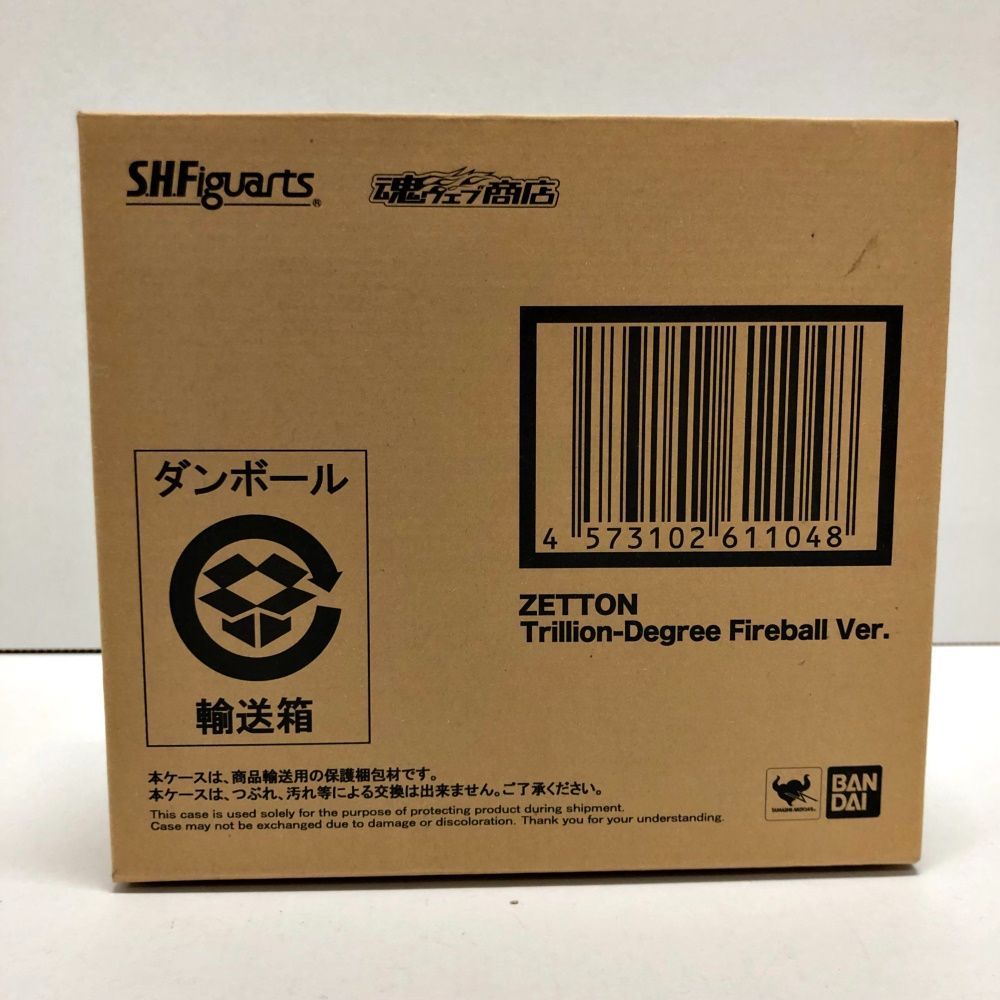 S.H.Figuarts®
魂ウェブ商店
4 573102 611048
ZETTON
Trillion-Degree Fireball Ver.
ダンボール
輸送箱
本ケースは、商品輸送用の保護梱包材です。
本ケースは、つぶれ、汚れ等による交換は出来ません。ご了承ください。
This case is used solely for the purpose of protecting product during shipment.
Case may not be exchanged due to damage or discoloration. Thank you for your understanding.
TAMASHII NATIONS
BAN
DAI